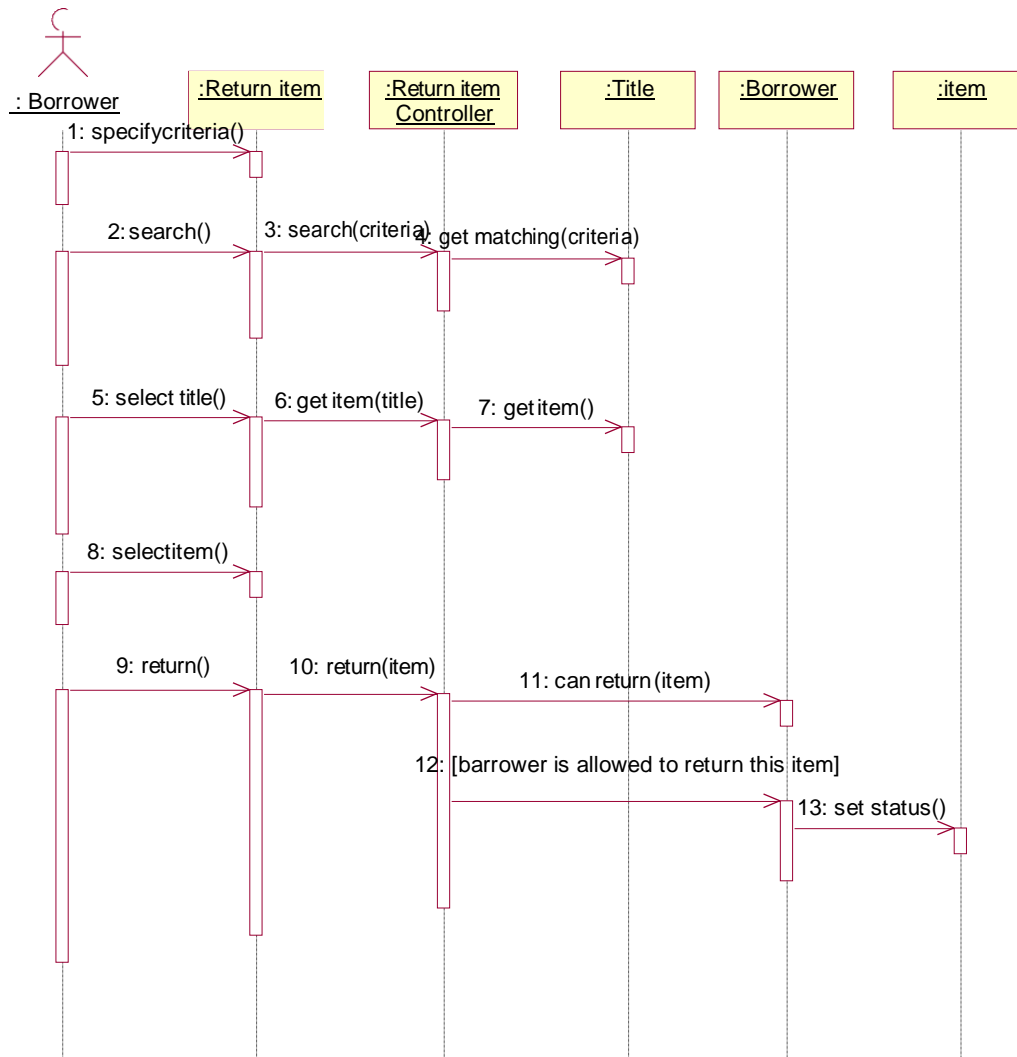 : Borrower
:Return item
:Return item
Controller
:Title
:Borrower
:item
1: specifycriteria()
2: search()
3: search(criteria)
4: get matching(criteria)
5: select title()
6: get item(title)
7: get item()
8: selectitem()
9: return()
10: return(item)
11: can return (item)
12: [barrower is allowed to return this item]
13: set status()